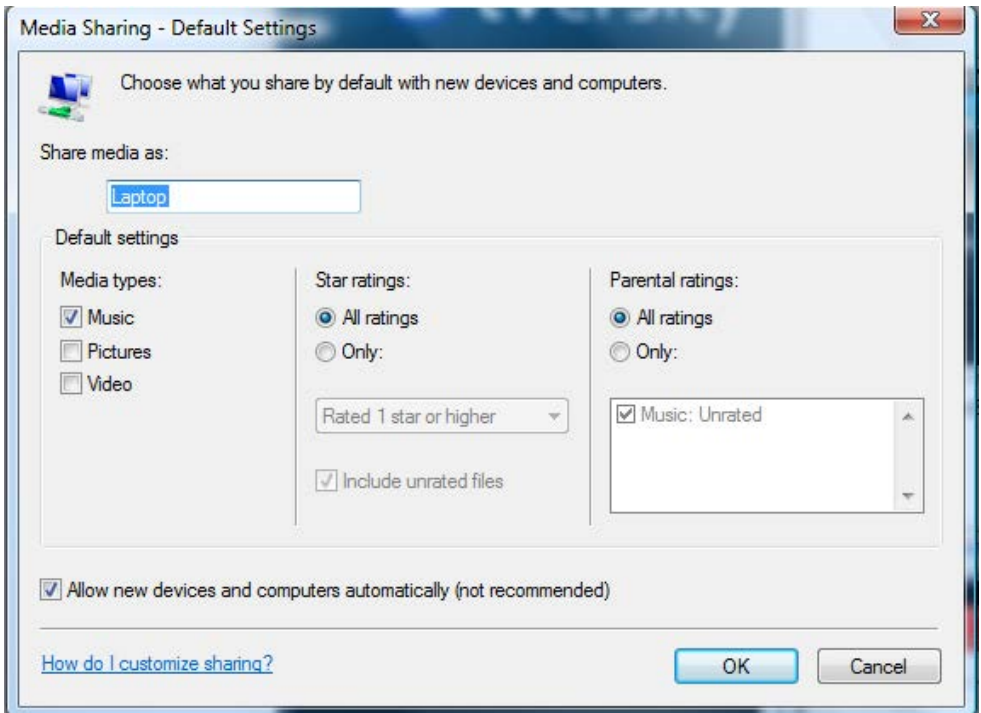 Media Sharing - Default Settings
Choose what you share by default with new devices and computers.
Share media as:
Laptop
Default settings
Media types:
Music
Pictures
Video
Star ratings:
All ratings
Only:
Rated 1 star or higher
Include unrated files
Parental ratings:
All ratings
Only:
Music: Unrated
Allow new devices and computers automatically (not recommended)
How do I customize sharing?
OK
Cancel